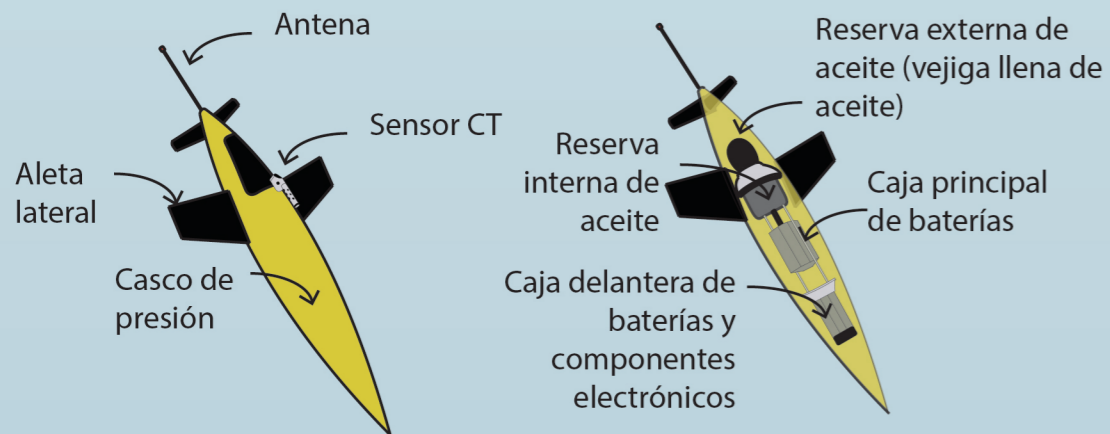 Antena
Sensor CT
Aleta
lateral
Casco de
presión
Reserva externa de
aceite (vejiga llena de
aceite)
Reserva
interna de
aceite
Caja principal
de baterías
Caja delantera de
baterías y
componentes
electrónicos